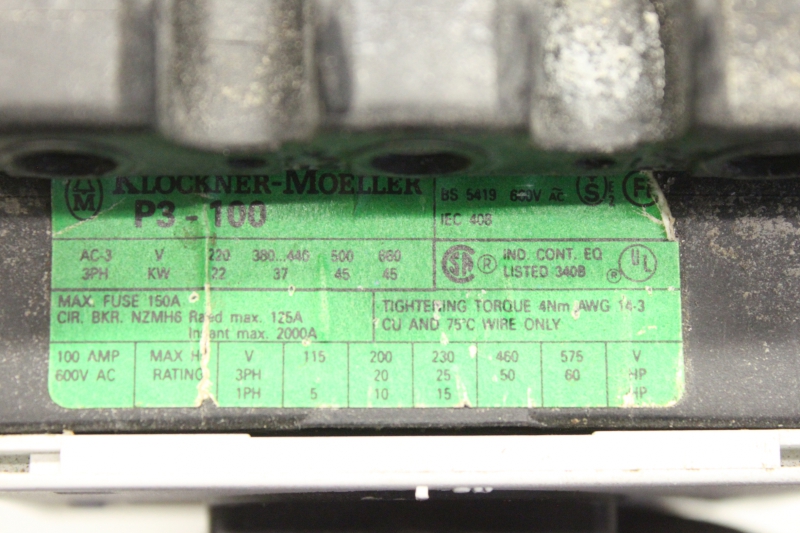 KLOCKNER-MOELLER
P3-100
BS 5419 660V AC
IEC 408
AC-3 V 220 380...440 500 660
3PH KW 22 37 45 45
IND. CONT. EQ
LISTED 340B
UL
MAX. FUSE 150A
CIR. BKR. NZMH6 Rated max. 125A
Instant max. 2000A
TIGHTENING TORQUE 4Nm AWG 14-3
CU AND 75°C WIRE ONLY
100 AMP MAX H V 115 200 230 460 575 V
600V AC RATING 3PH 20 25 50 60 HP
1PH 5 10 15 HP